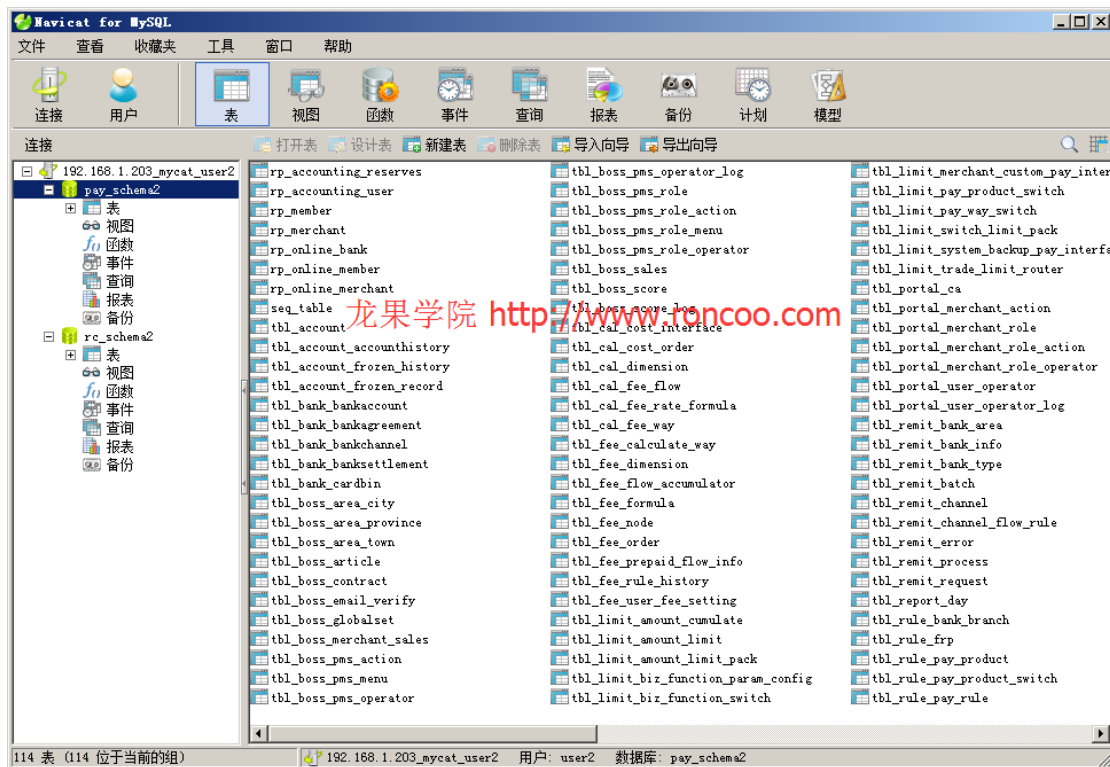 Navicat for MySQL
文件 查看 收藏夹 工具 窗口 帮助
连接 用户 表 视图 函数 事件 查询 报表 备份 计划 模型
连接
打开表 设计表 新建表 删除表 导入向导 导出向导
192.168.1.203_mycat_user2
pay_schema2
表
视图
函数
事件
查询
报表
备份
rc_schema2
表
视图
函数
事件
查询
报表
备份
rp_accounting_reserves
rp_accounting_user
rp_member
rp_merchant
rp_online_bank
rp_online_member
rp_online_merchant
seq_table
tbl_account
tbl_account_accounthistory
tbl_account_frozen_history
tbl_account_frozen_record
tbl_bank_bankaccount
tbl_bank_bankagreement
tbl_bank_bankchannel
tbl_bank_banksettlement
tbl_bank_cardbin
tbl_boss_area_city
tbl_boss_area_province
tbl_boss_area_town
tbl_boss_article
tbl_boss_contract
tbl_boss_email_verify
tbl_boss_globalset
tbl_boss_merchant_sales
tbl_boss_pms_action
tbl_boss_pms_menu
tbl_boss_pms_operator
tbl_boss_pms_operator_log
tbl_boss_pms_role
tbl_boss_pms_role_action
tbl_boss_pms_role_menu
tbl_boss_pms_role_operator
tbl_boss_sales
tbl_boss_score
tbl_boss_score_log
tbl_cal_cost_interface
tbl_cal_cost_order
tbl_cal_dimension
tbl_cal_fee_flow
tbl_cal_fee_rate_formula
tbl_cal_fee_way
tbl_fee_calculate_way
tbl_fee_dimension
tbl_fee_flow_accumulator
tbl_fee_formula
tbl_fee_node
tbl_fee_order
tbl_fee_prepaid_flow_info
tbl_fee_rule_history
tbl_fee_user_fee_setting
tbl_limit_amount_cumulate
tbl_limit_amount_limit
tbl_limit_amount_limit_pack
tbl_limit_biz_function_param_config
tbl_limit_biz_function_switch
tbl_limit_merchant_custom_pay_inter
tbl_limit_pay_product_switch
tbl_limit_pay_way_switch
tbl_limit_switch_limit_pack
tbl_limit_system_backup_pay_interfa
tbl_limit_trade_limit_router
tbl_portal_ca
tbl_portal_merchant_action
tbl_portal_merchant_role
tbl_portal_merchant_role_action
tbl_portal_merchant_role_operator
tbl_portal_user_operator
tbl_portal_user_operator_log
tbl_remit_bank_area
tbl_remit_bank_info
tbl_remit_bank_type
tbl_remit_batch
tbl_remit_channel
tbl_remit_channel_flow_rule
tbl_remit_error
tbl_remit_process
tbl_remit_request
tbl_report_day
tbl_rule_bank_branch
tbl_rule_frp
tbl_rule_pay_product
tbl_rule_pay_product_switch
tbl_rule_pay_rule
龙果学院 http://www.roncoo.com
114 表 (114 位于当前的组) 192.168.1.203_mycat_user2 用户: user2 数据库: pay_schema2